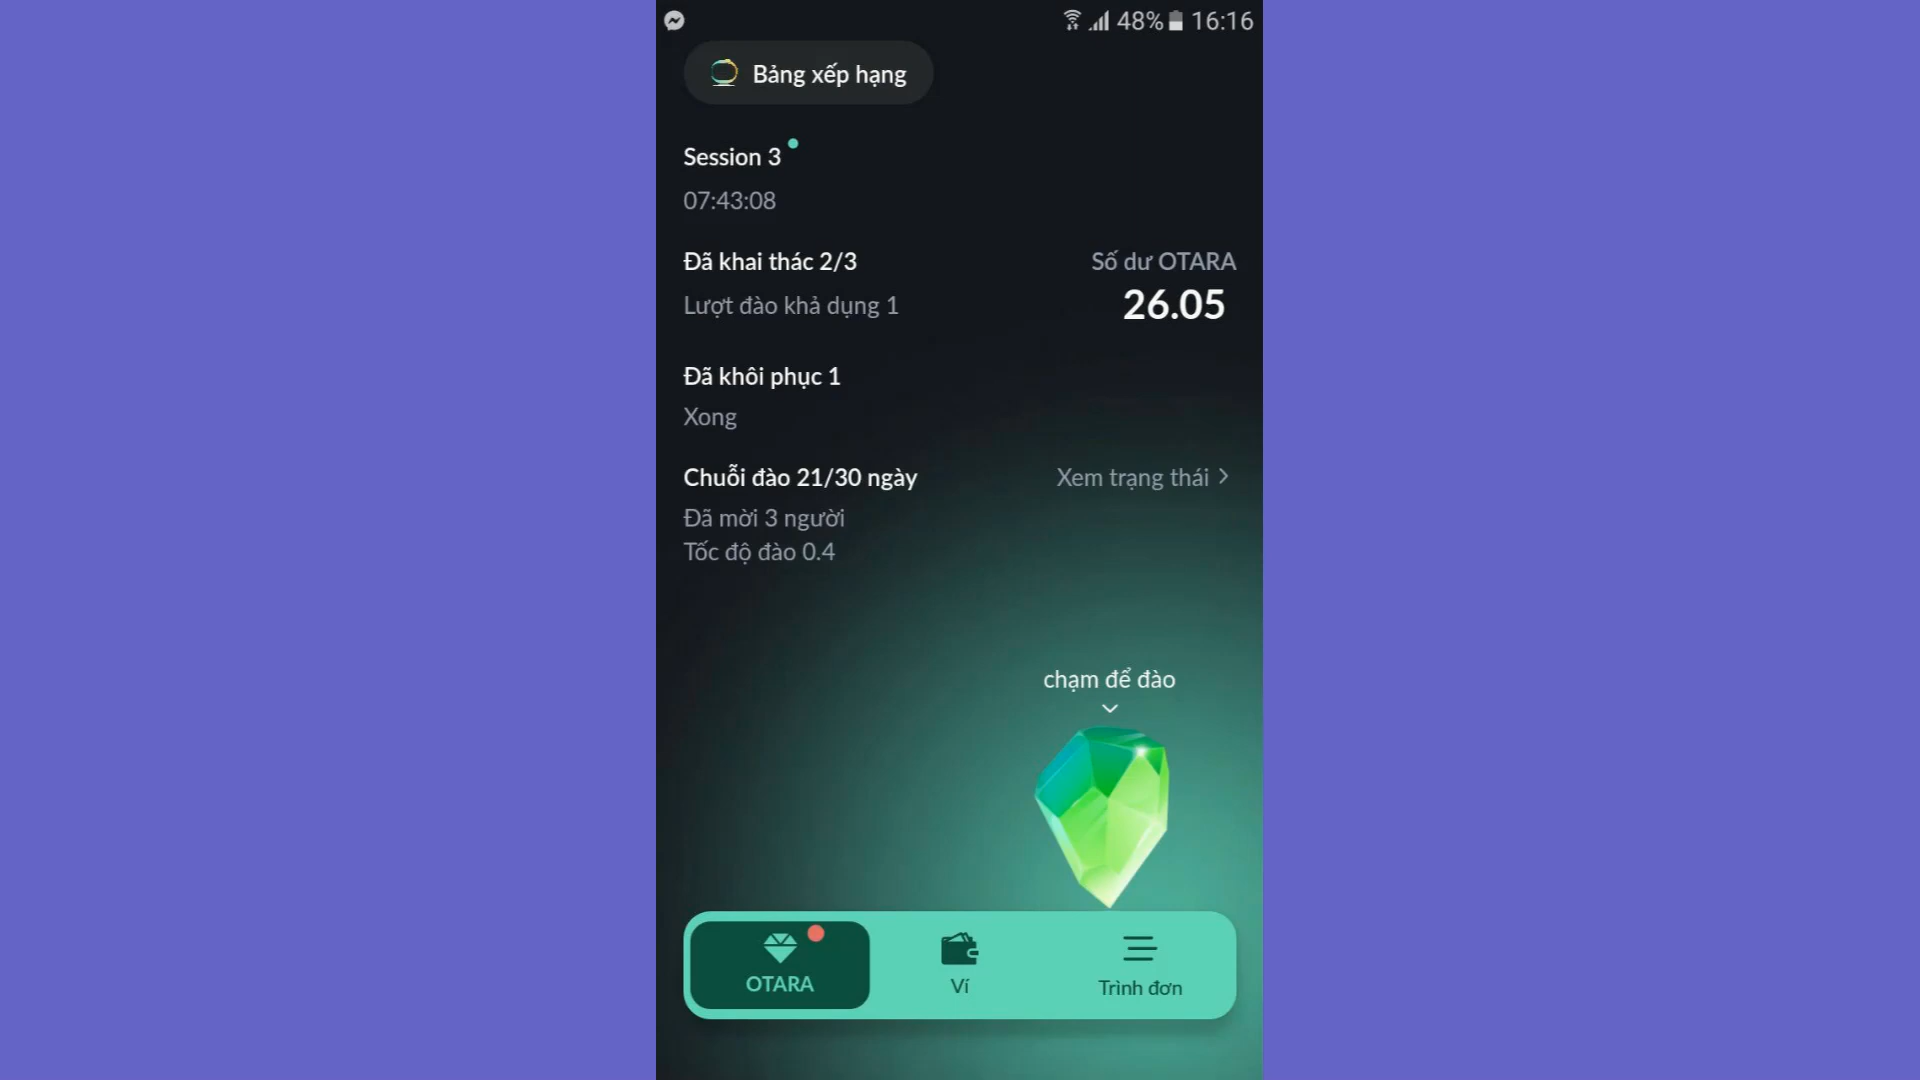 48% 16:16
Bảng xếp hạng
Session 3
07:43:08
Đã khai thác 2/3
Số dư OTARA
Lượt đào khả dụng 1
26.05
Đã khôi phục 1
Xong
Chuỗi đào 21/30 ngày
Xem trạng thái
Đã mời 3 người
Tốc độ đào 0.4
chạm để đào
OTARA
Ví
Trình đơn